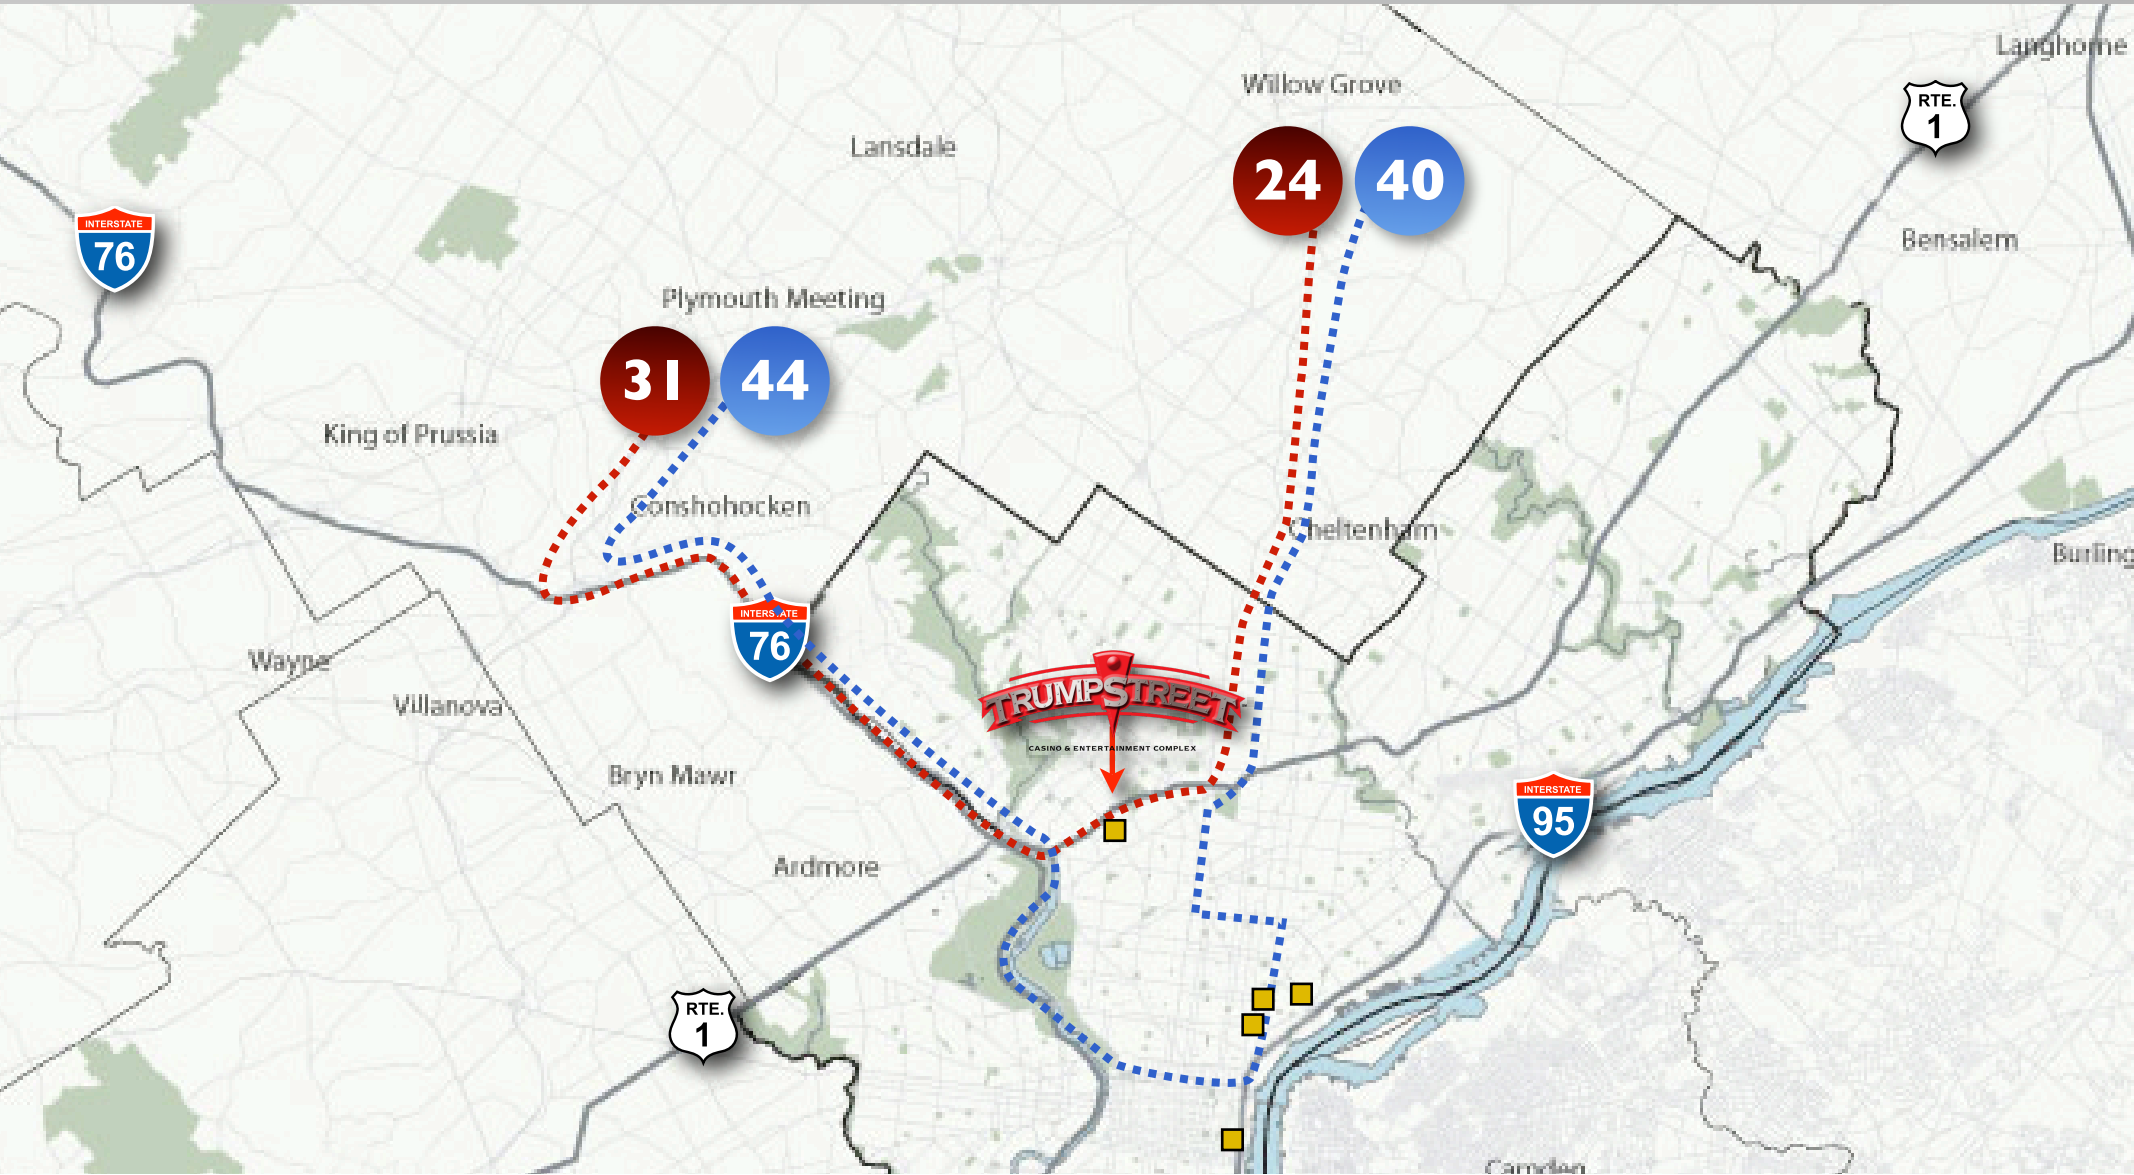 Langhorne
Willow Grove
RTE.
1
Lansdale
24
40
INTERSTATE
76
Bensalem
Plymouth Meeting
31
44
King of Prussia
Conshohocken
Cheltenham
Burling
INTERSTATE
76
Wayne
Villanova
TRUMPSTREET
CASINO & ENTERTAINMENT COMPLEX
Bryn Mawr
INTERSTATE
95
Ardmore
RTE.
1
Camden